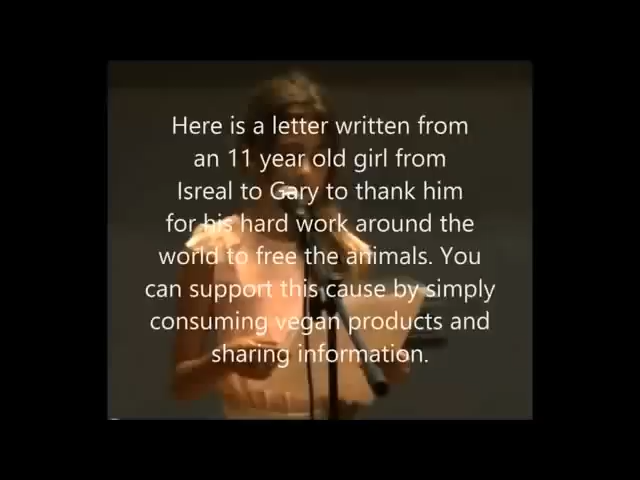 Here is a letter written from
an 11 year old girl from
Isreal to Gary to thank him
for his hard work around the
world to free the animals. You
can support this cause by simply
consuming vegan products and
sharing information.